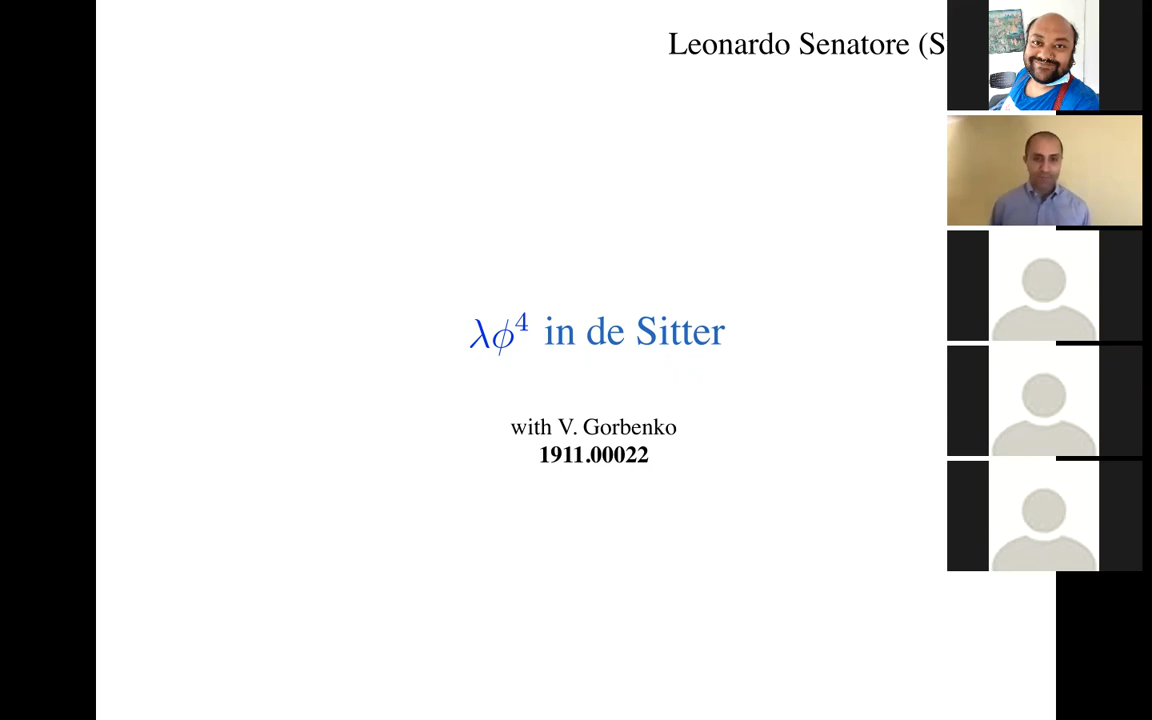 Leonardo Senatore (S
λϕ⁴ in de Sitter
with V. Gorbenko
1911.00022